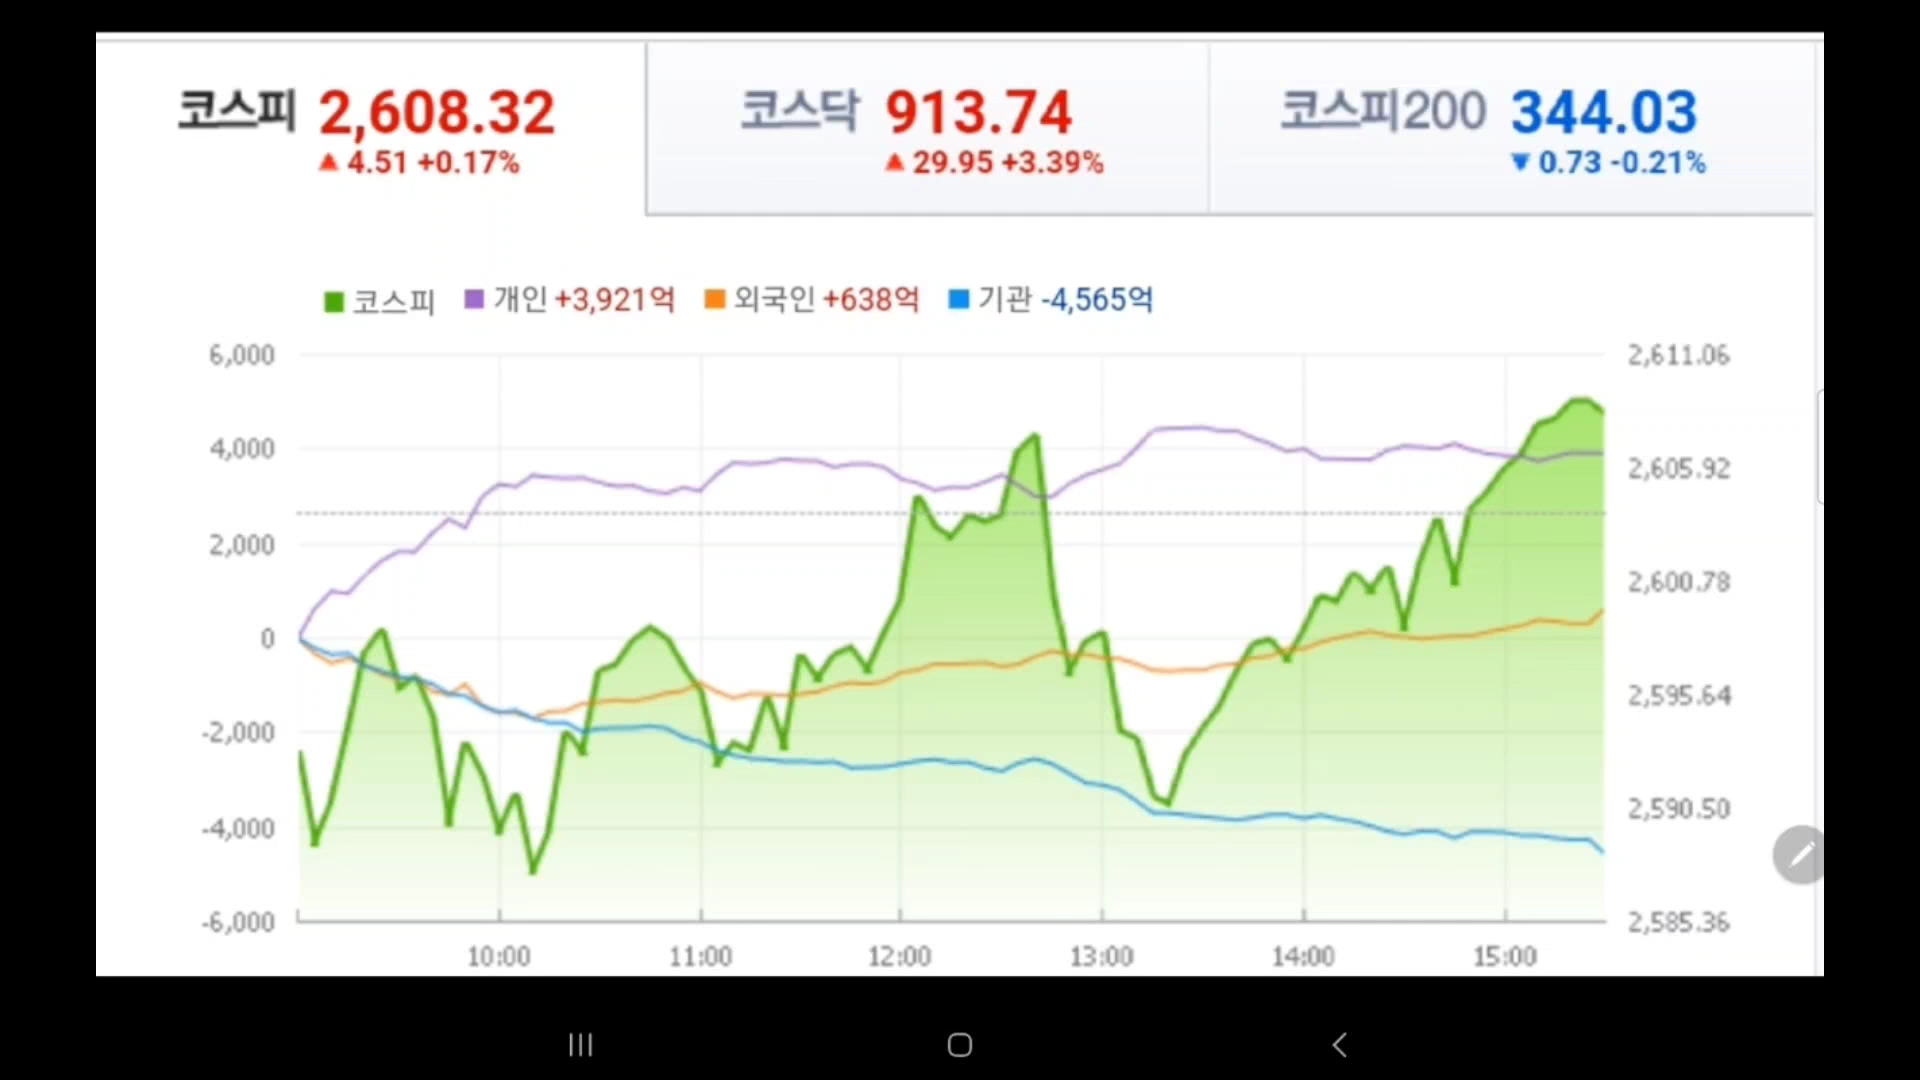 코스피 2,608.32
▲ 4.51 +0.17%
코스닥 913.74
▲ 29.95 +3.39%
코스피200 344.03
▼ 0.73 -0.21%
코스피 개인 +3,921억 외국인 +638억 기관 -4,565억
6,000
4,000
2,000
0
-2,000
-4,000
-6,000
2,611.06
2,605.92
2,600.78
2,595.64
2,590.50
2,585.36
10:00 11:00 12:00 13:00 14:00 15:00